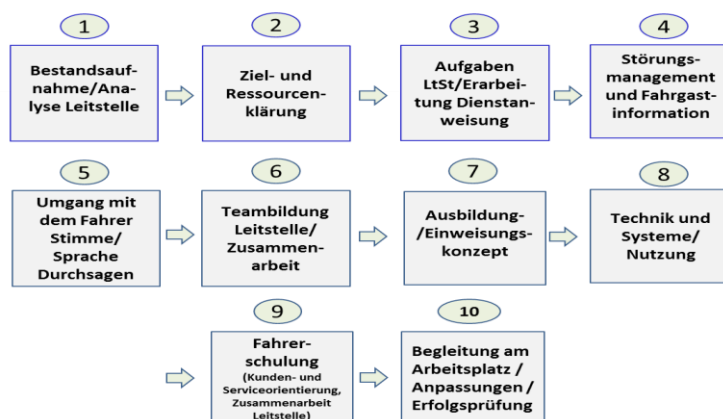 1
Bestandsauf-
nahme/Ana-
lyse Leitstelle
2
Ziel- und
Ressourcen-
klärung
3
Aufgaben
LtSt/Erarbei-
tung Dienstan-
weisung
4
Störungs-
management
und Fahrgast-
information
5
Umgang mit
dem Fahrer
Stimme/
Sprache
Durchsagen
6
Teambildung
Leitstelle/
Zusammen-
arbeit
7
Ausbildung-
/Einweisungs-
konzept
8
Technik und
Systeme/
Nutzung
9
Fahrer-
schulung
(Kunden- und
Serviceorientierung,
Zusammenarbeit
Leitstelle)
10
Begleitung am
Arbeitsplatz /
Anpassungen /
Erfolgsprüfung